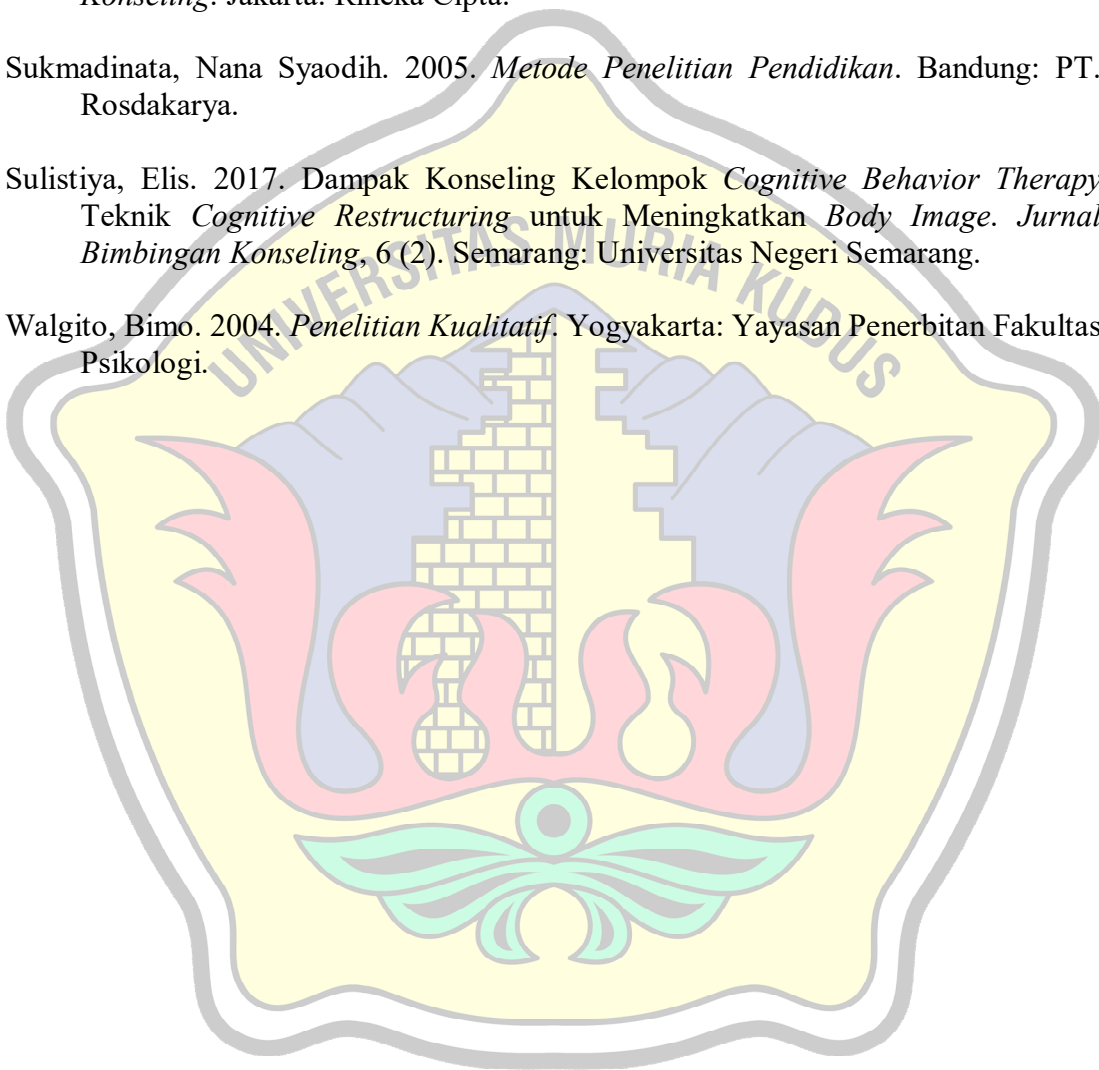 Konseling. Jakarta: Rineka Cipta.
Sukmadinata, Nana Syaodih. 2005. Metode Penelitian Pendidikan. Bandung: PT.
Rosdakarya.
Sulistiya, Elis. 2017. Dampak Konseling Kelompok Cognitive Behavior Therapy
Teknik Cognitive Restructuring untuk Meningkatkan Body Image. Jurnal
Bimbingan Konseling, 6 (2). Semarang: Universitas Negeri Semarang.
Walgito, Bimo. 2004. Penelitian Kualitatif. Yogyakarta: Yayasan Penerbitan Fakultas
Psikologi.
UNIVERSITAS MURIA KUDUS